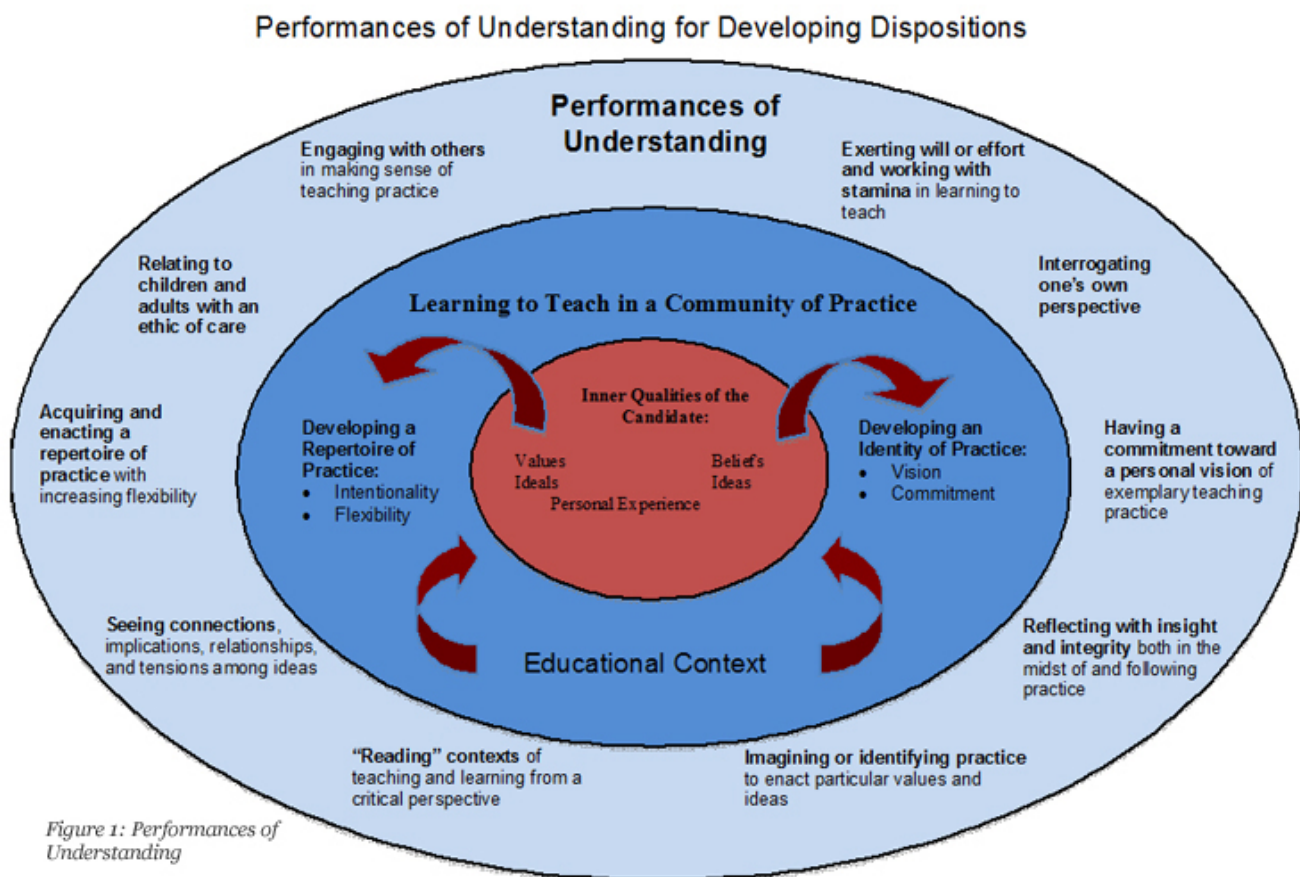 Performances of Understanding for Developing Dispositions
Performances of
Understanding
Engaging with others
in making sense of
teaching practice
Exerting will or effort
and working with
stamina in learning to
teach
Relating to
children and
adults with an
ethic of care
Interrogating
one's own
perspective
Learning to Teach in a Community of Practice
Acquiring and
enacting a
repertoire of
practice with
increasing flexibility
Developing a
Repertoire of
Practice:
• Intentionality
• Flexibility
Inner Qualities of the
Candidate:
Values
Ideals
Beliefs
Ideas
Personal Experience
Developing an
Identity of Practice:
• Vision
• Commitment
Having a
commitment toward
a personal vision of
exemplary teaching
practice
Seeing connections,
implications, relationships,
and tensions among ideas
Educational Context
Reflecting with insight
and integrity both in the
midst of and following
practice
“Reading” contexts of
teaching and learning from a
critical perspective
Imagining or identifying practice
to enact particular values and
ideas
Figure 1: Performances of
Understanding